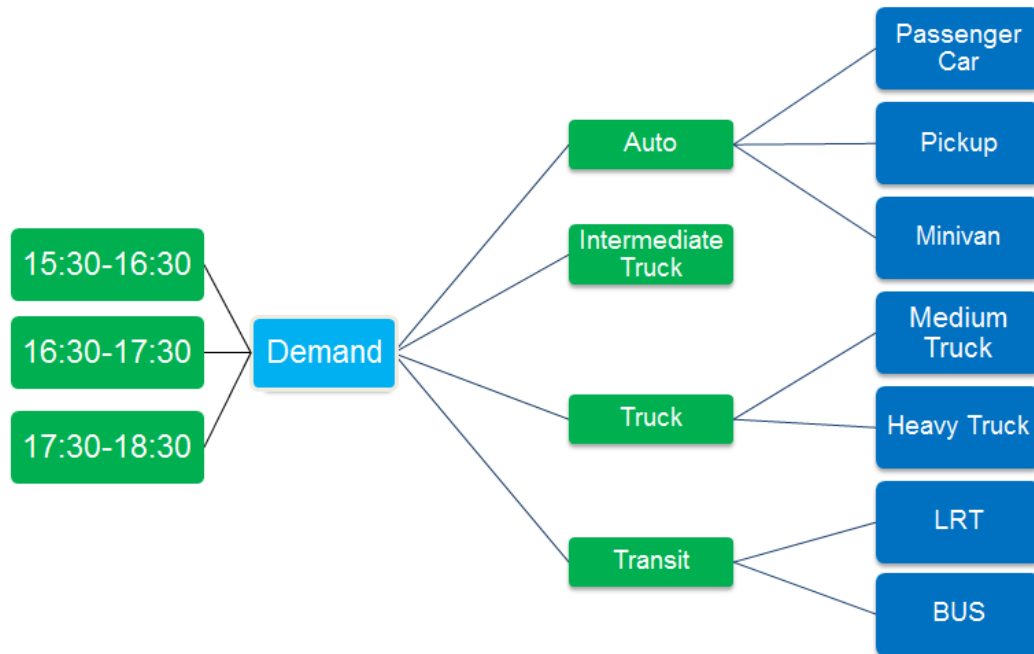 15:30-16:30
16:30-17:30
17:30-18:30
Demand
Auto
Intermediate
Truck
Truck
Transit
Passenger
Car
Pickup
Minivan
Medium
Truck
Heavy Truck
LRT
BUS